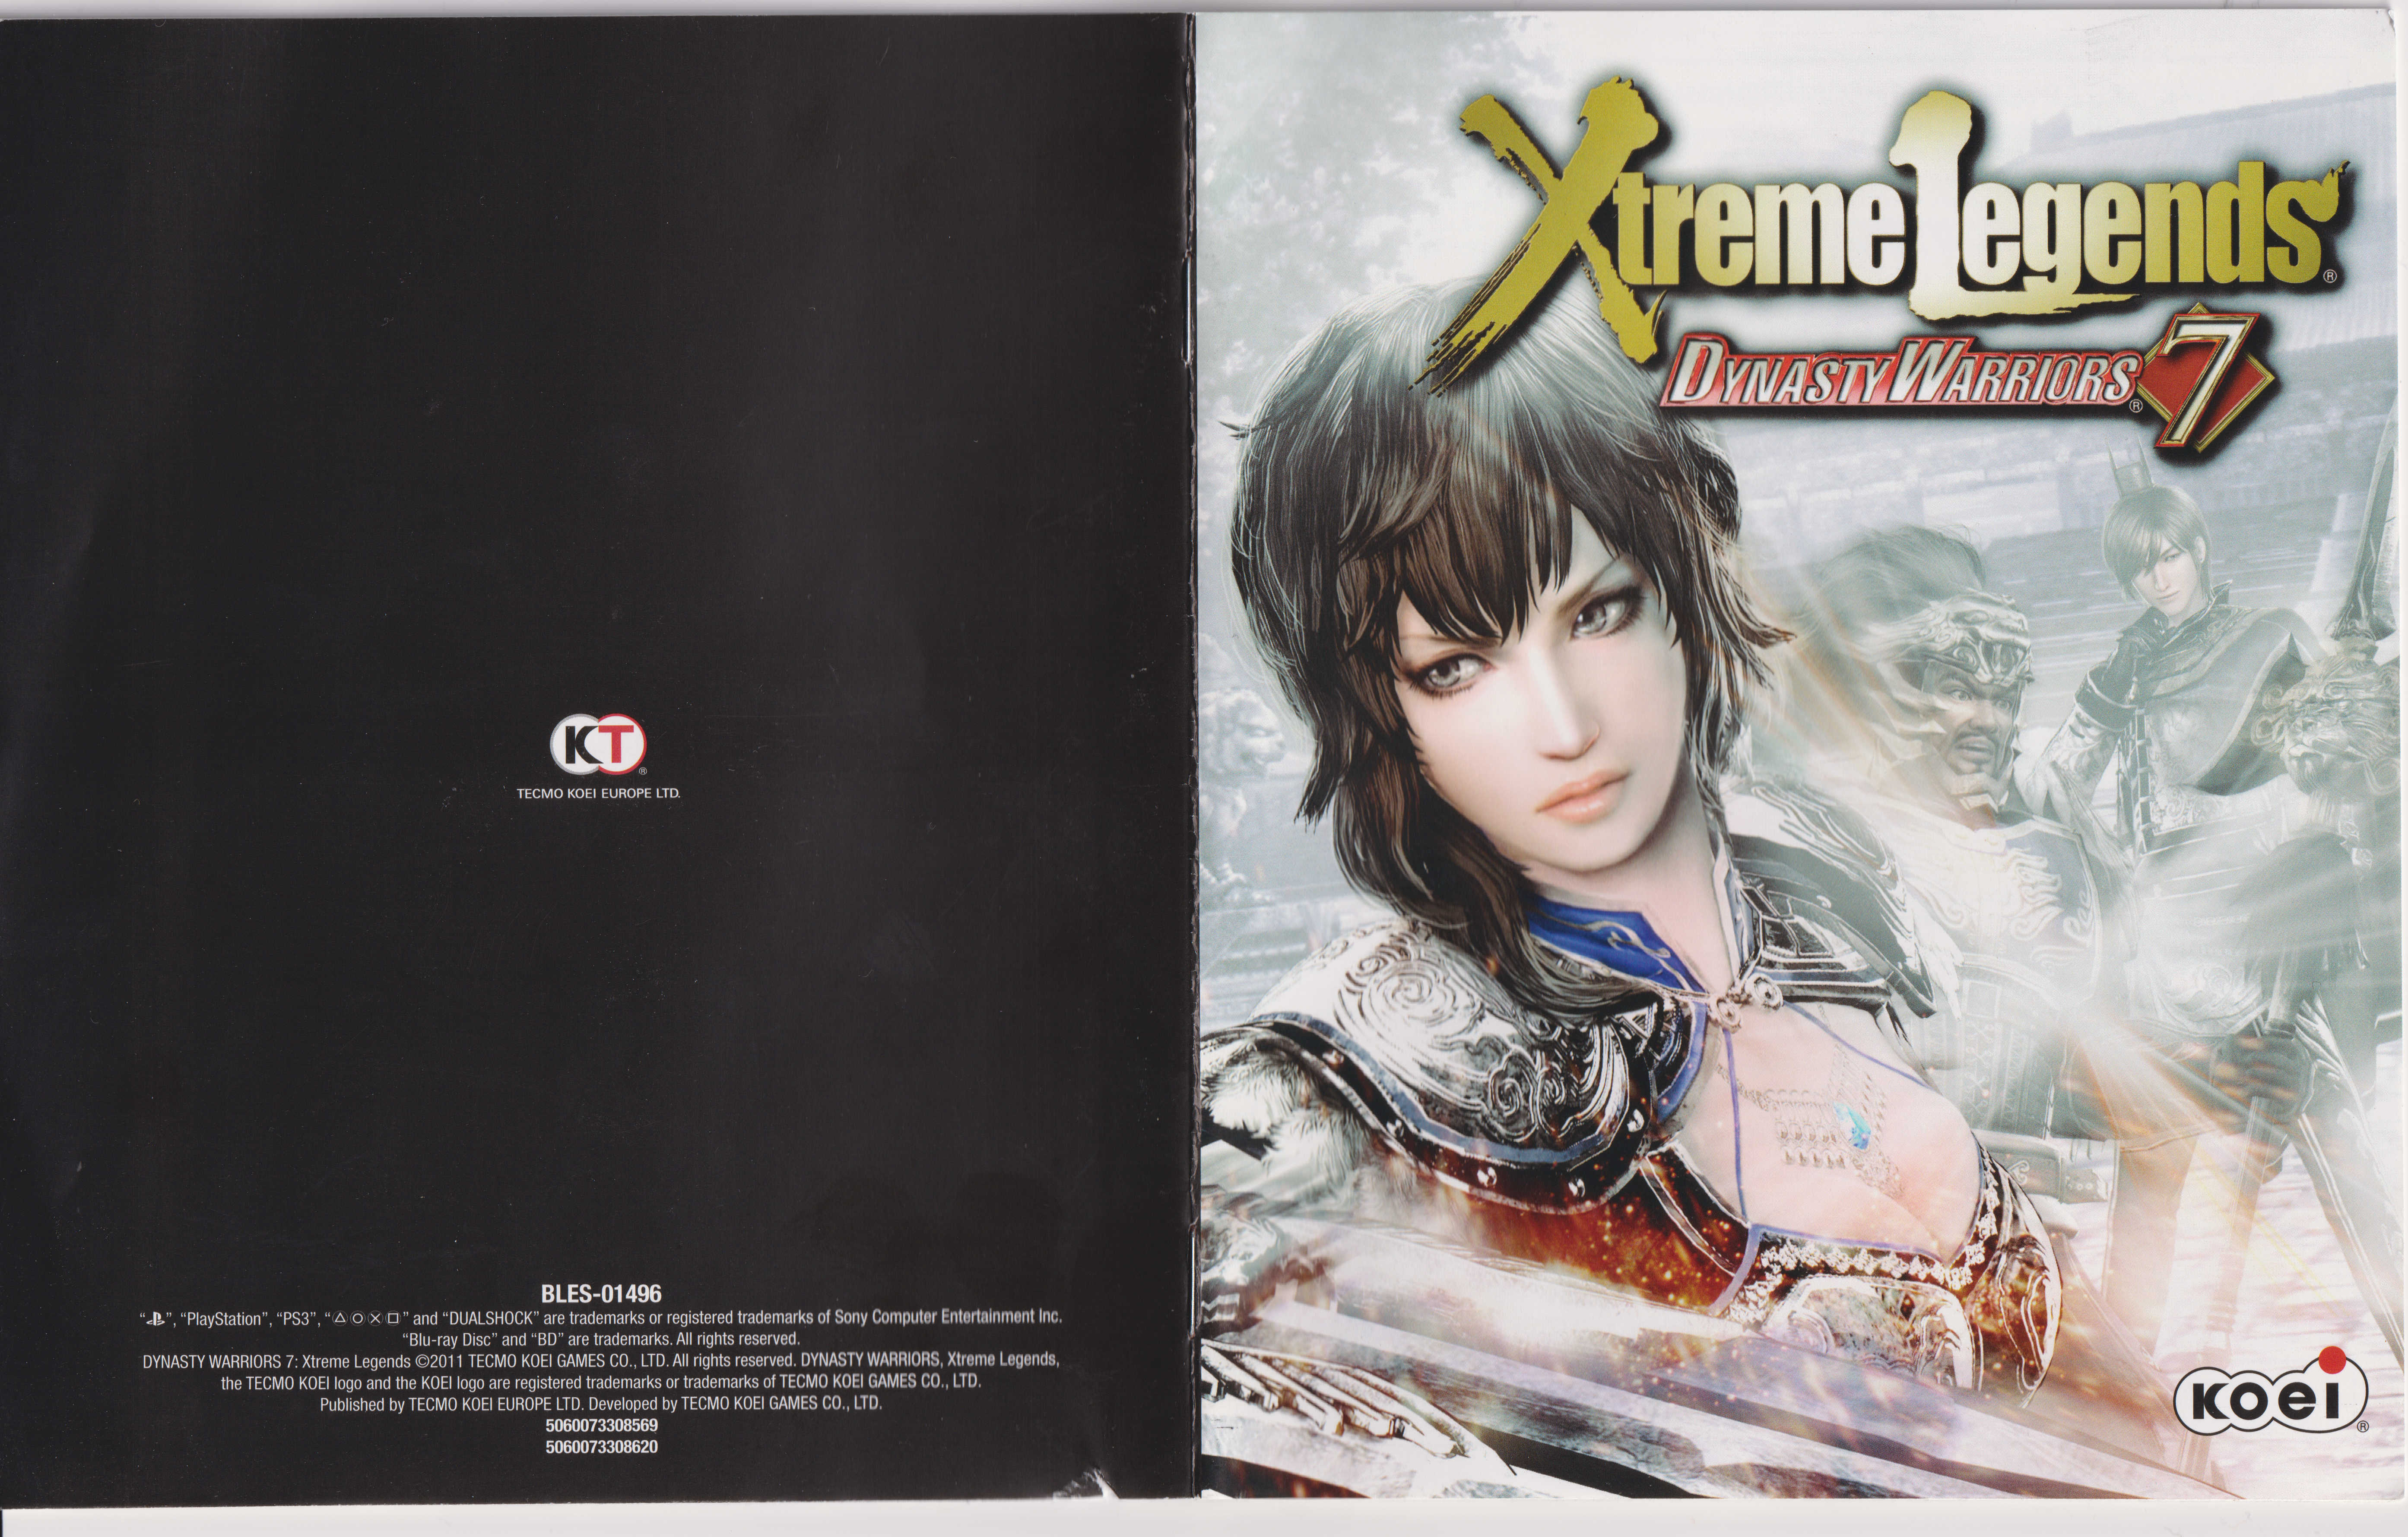 KT®
TECMO KOEI EUROPE LTD.
BLES-01496
“”, “PlayStation”, “PS3”, “△○×□” and “DUALSHOCK” are trademarks or registered trademarks of Sony Computer Entertainment Inc.
“Blu-ray Disc” and “BD” are trademarks. All rights reserved.
DYNASTY WARRIORS 7: Xtreme Legends ©2011 TECMO KOEI GAMES CO., LTD. All rights reserved. DYNASTY WARRIORS, Xtreme Legends,
the TECMO KOEI logo and the KOEI logo are registered trademarks or trademarks of TECMO KOEI GAMES CO., LTD.
Published by TECMO KOEI EUROPE LTD. Developed by TECMO KOEI GAMES CO., LTD.
5060073308569
5060073308620
Xtreme Legends®
DYNASTY WARRIORS® 7
KOEI®